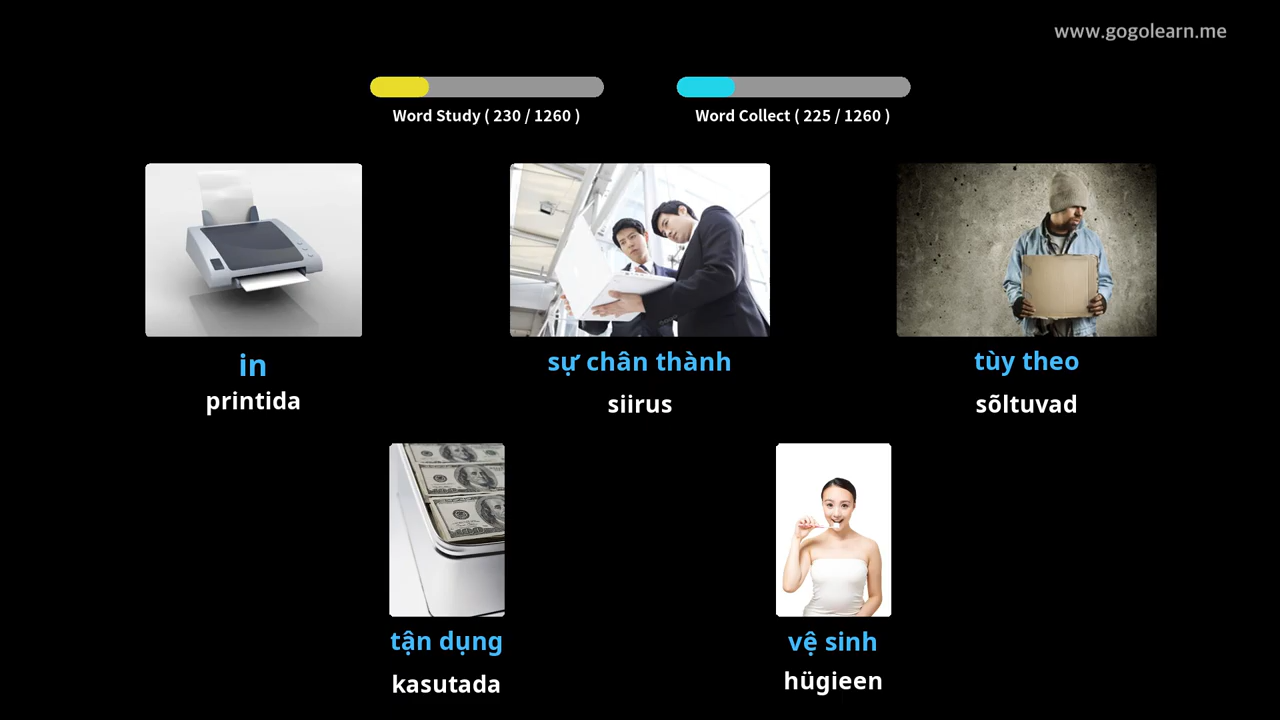 www.gogolearn.me
Word Study ( 230 / 1260 )
Word Collect ( 225 / 1260 )
in
printida
sự chân thành
siirus
tùy theo
sõltuvad
tận dụng
kasutada
vệ sinh
hügieen